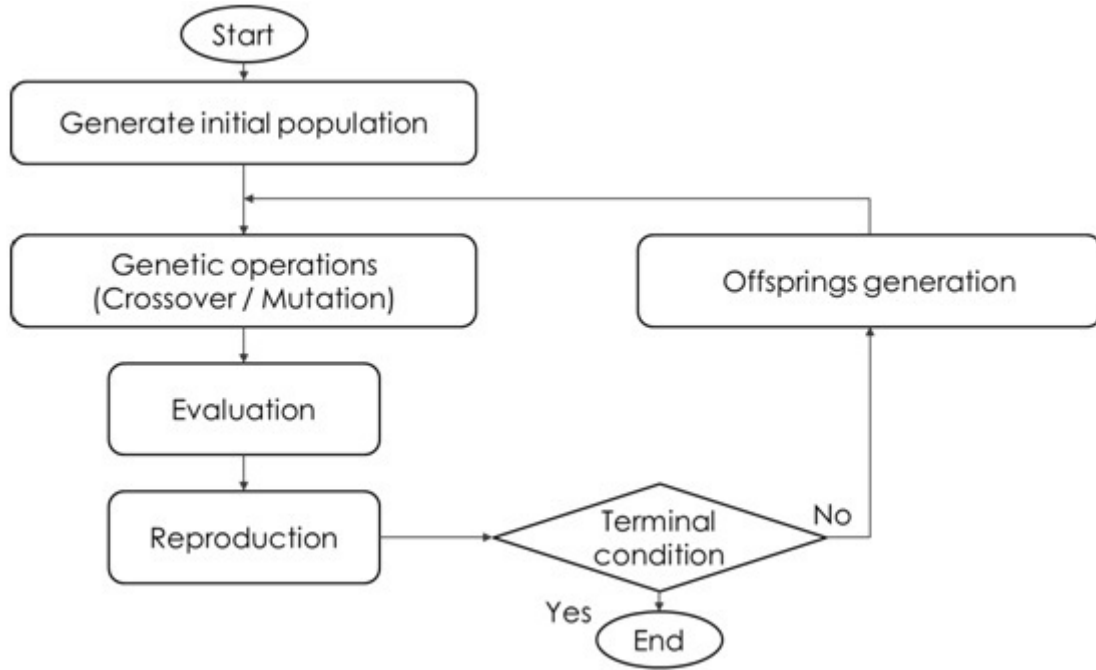 Start
Generate initial population
Genetic operations
(Crossover / Mutation)
Offsprings generation
Evaluation
Reproduction
Terminal
condition
No
Yes
End